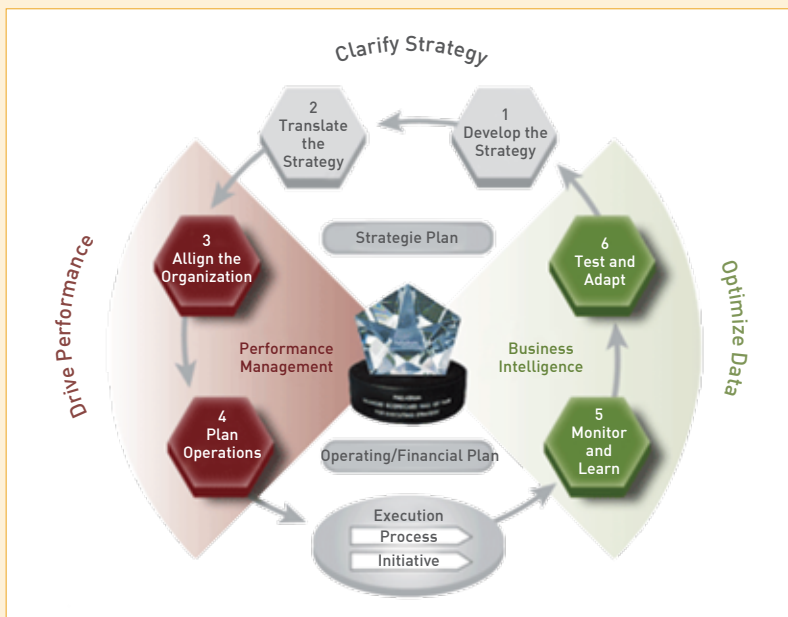 Clarify Strategy
1
Develop the
Strategy
2
Translate
the
Strategy
3
Allign the
Organization
4
Plan
Operations
5
Monitor
and
Learn
6
Test and
Adapt
Strategie Plan
Drive Performance
Performance
Management
Business
Intelligence
Optimize Data
Operating/Financial Plan
Execution
Process
Initiative